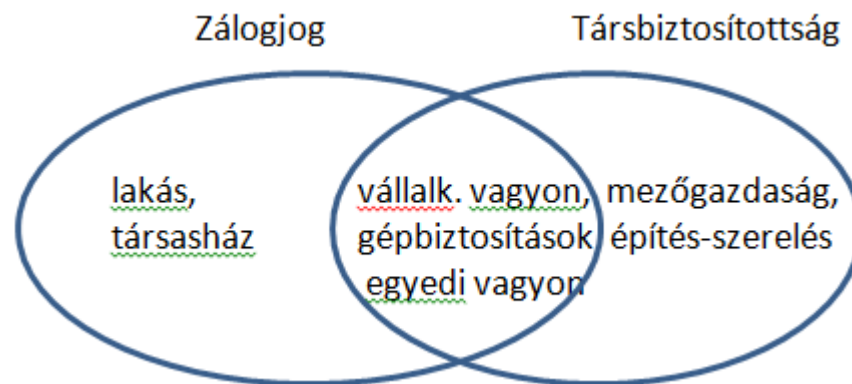 Zálogjog
Társbiztosítottság
lakás,
társasház
vállalk. vagyon,
gépbiztosítások
egyedi vagyon
mezőgazdaság,
építés-szerelés